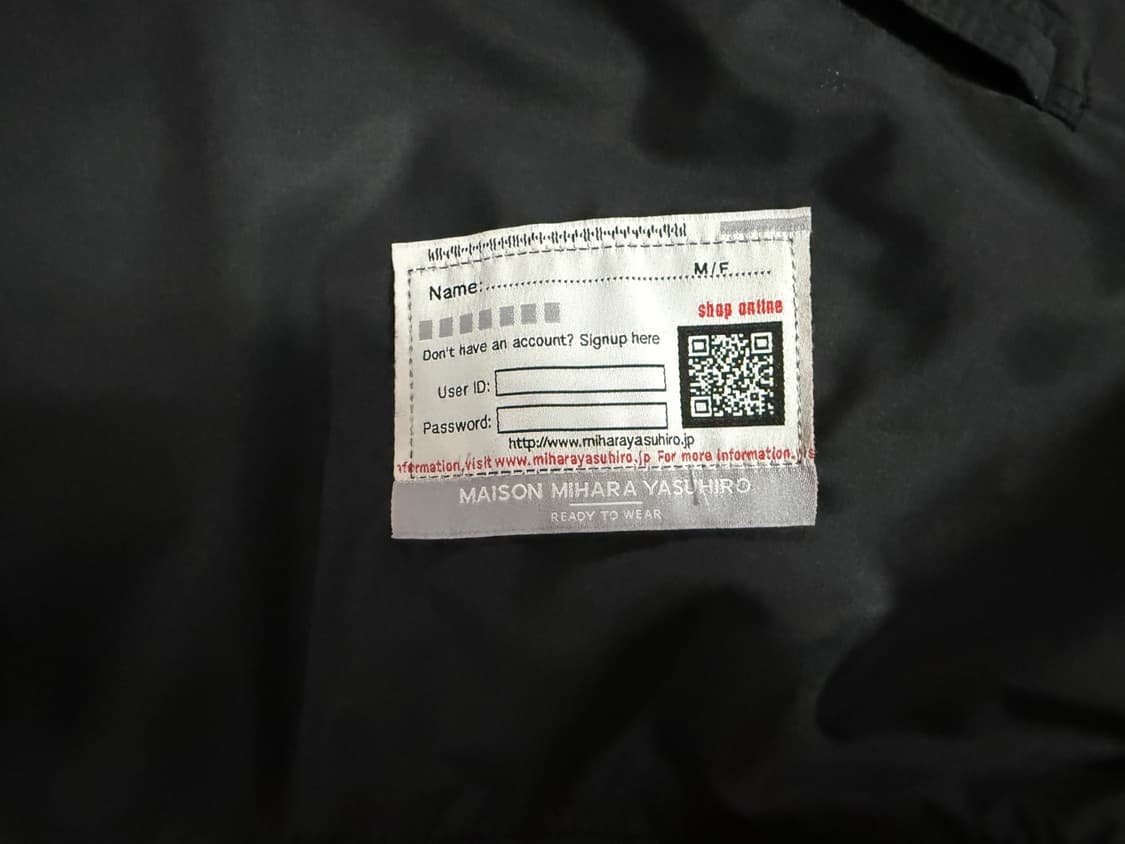 Name:........................ M/F.......
shop online
Don't have an account? Signup here
User ID:
Password:
http://www.miharayasuhiro.jp
formation,visit www.miharayasuhiro.jp For more information.
MAISON MIHARA YASUHIRO
READY TO WEAR